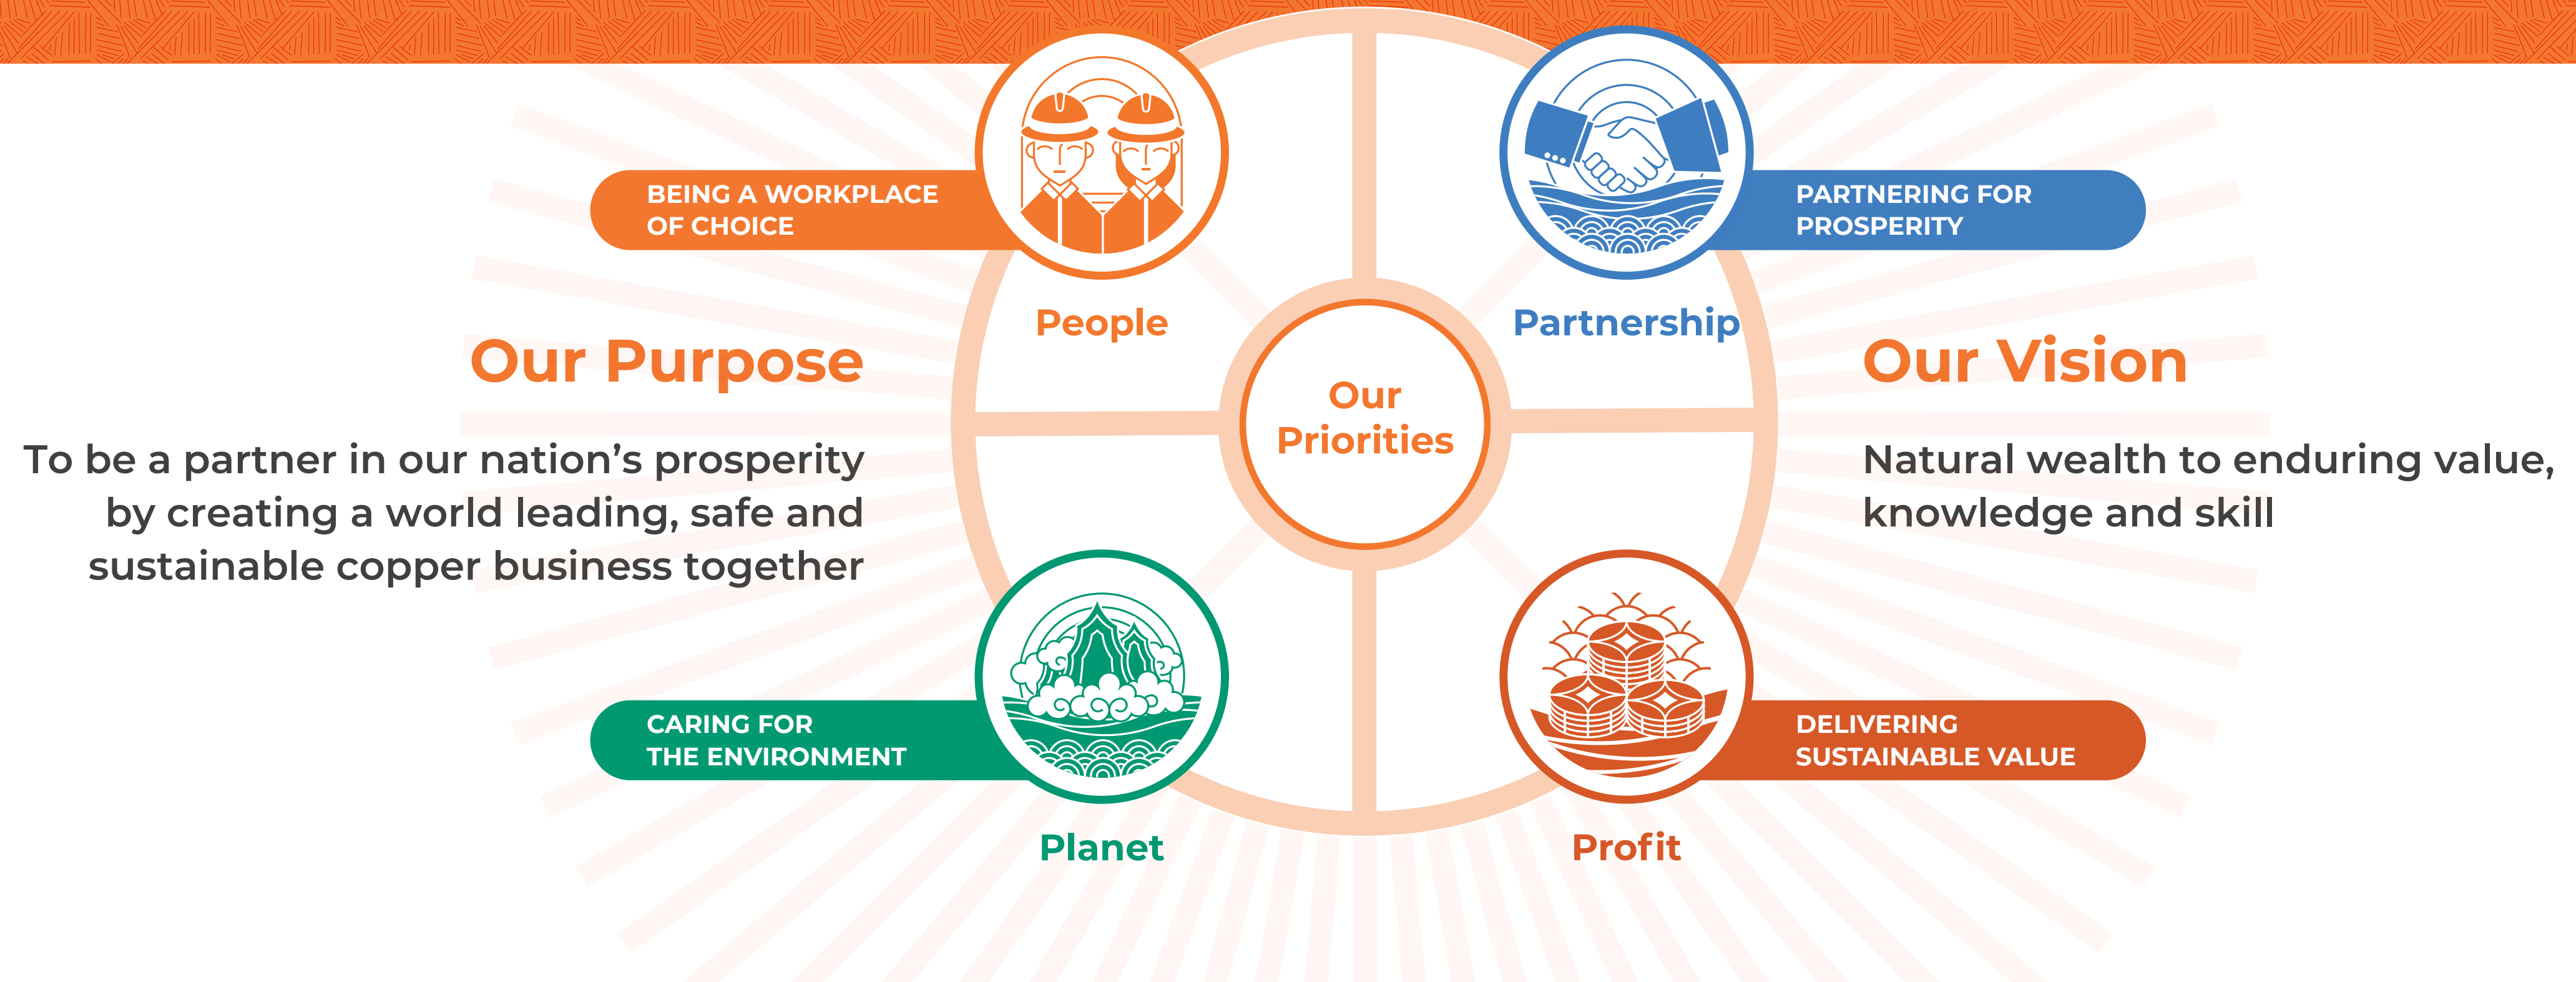 BEING A WORKPLACE
OF CHOICE
People
PARTNERING FOR
PROSPERITY
Partnership
Our Purpose
To be a partner in our nation’s prosperity
by creating a world leading, safe and
sustainable copper business together
Our
Priorities
Our Vision
Natural wealth to enduring value,
knowledge and skill
CARING FOR
THE ENVIRONMENT
Planet
DELIVERING
SUSTAINABLE VALUE
Profit